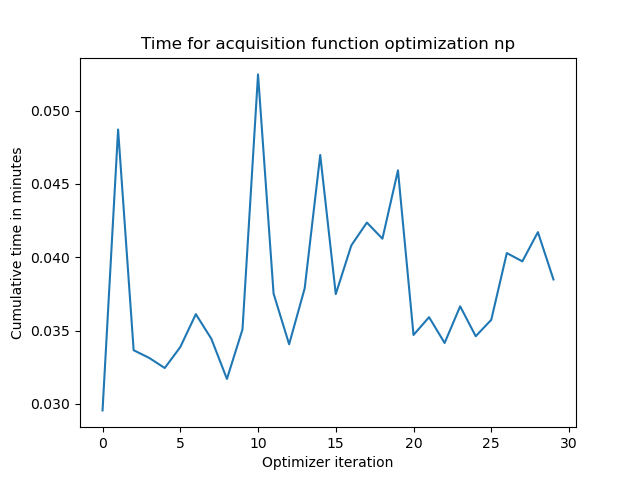 Time for acquisition function optimization np
0.050
0.045
0.040
0.035
0.030
Cumulative time in minutes
0 5 10 15 20 25 30
Optimizer iteration